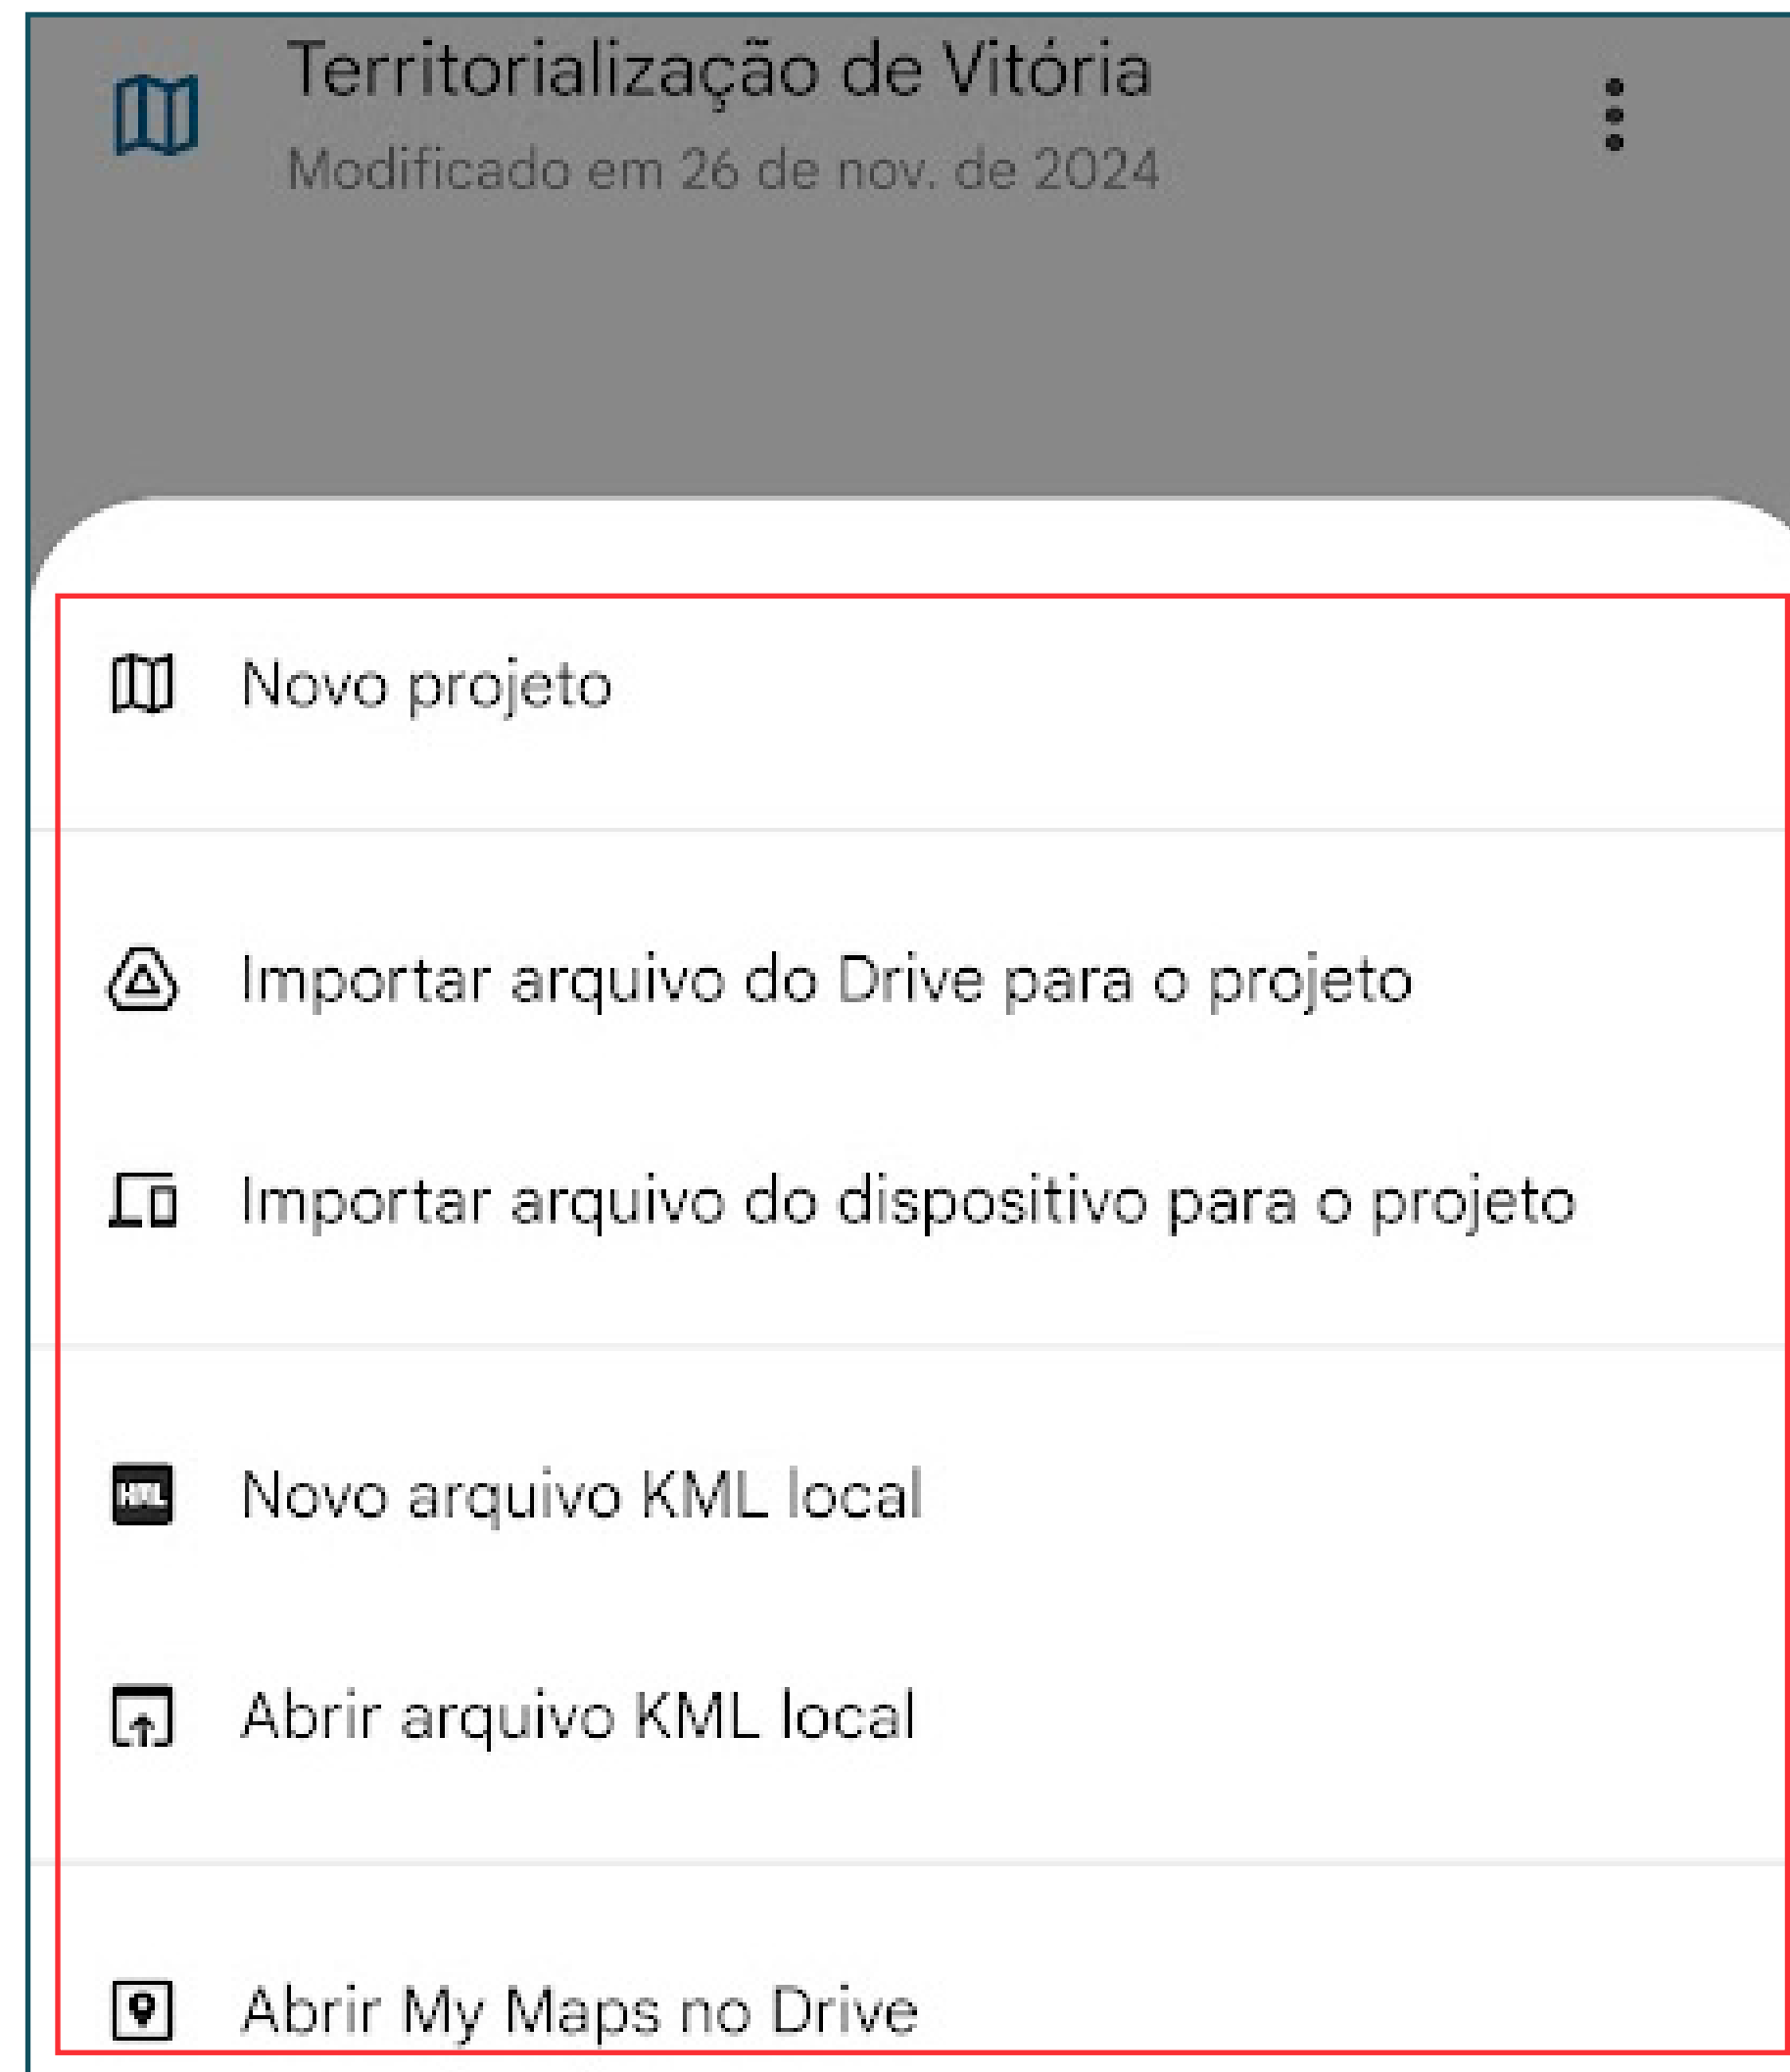 Territorialização de Vitória
Modificado em 26 de nov. de 2024
Novo projeto
Importar arquivo do Drive para o projeto
Importar arquivo do dispositivo para o projeto
Novo arquivo KML local
Abrir arquivo KML local
Abrir My Maps no Drive